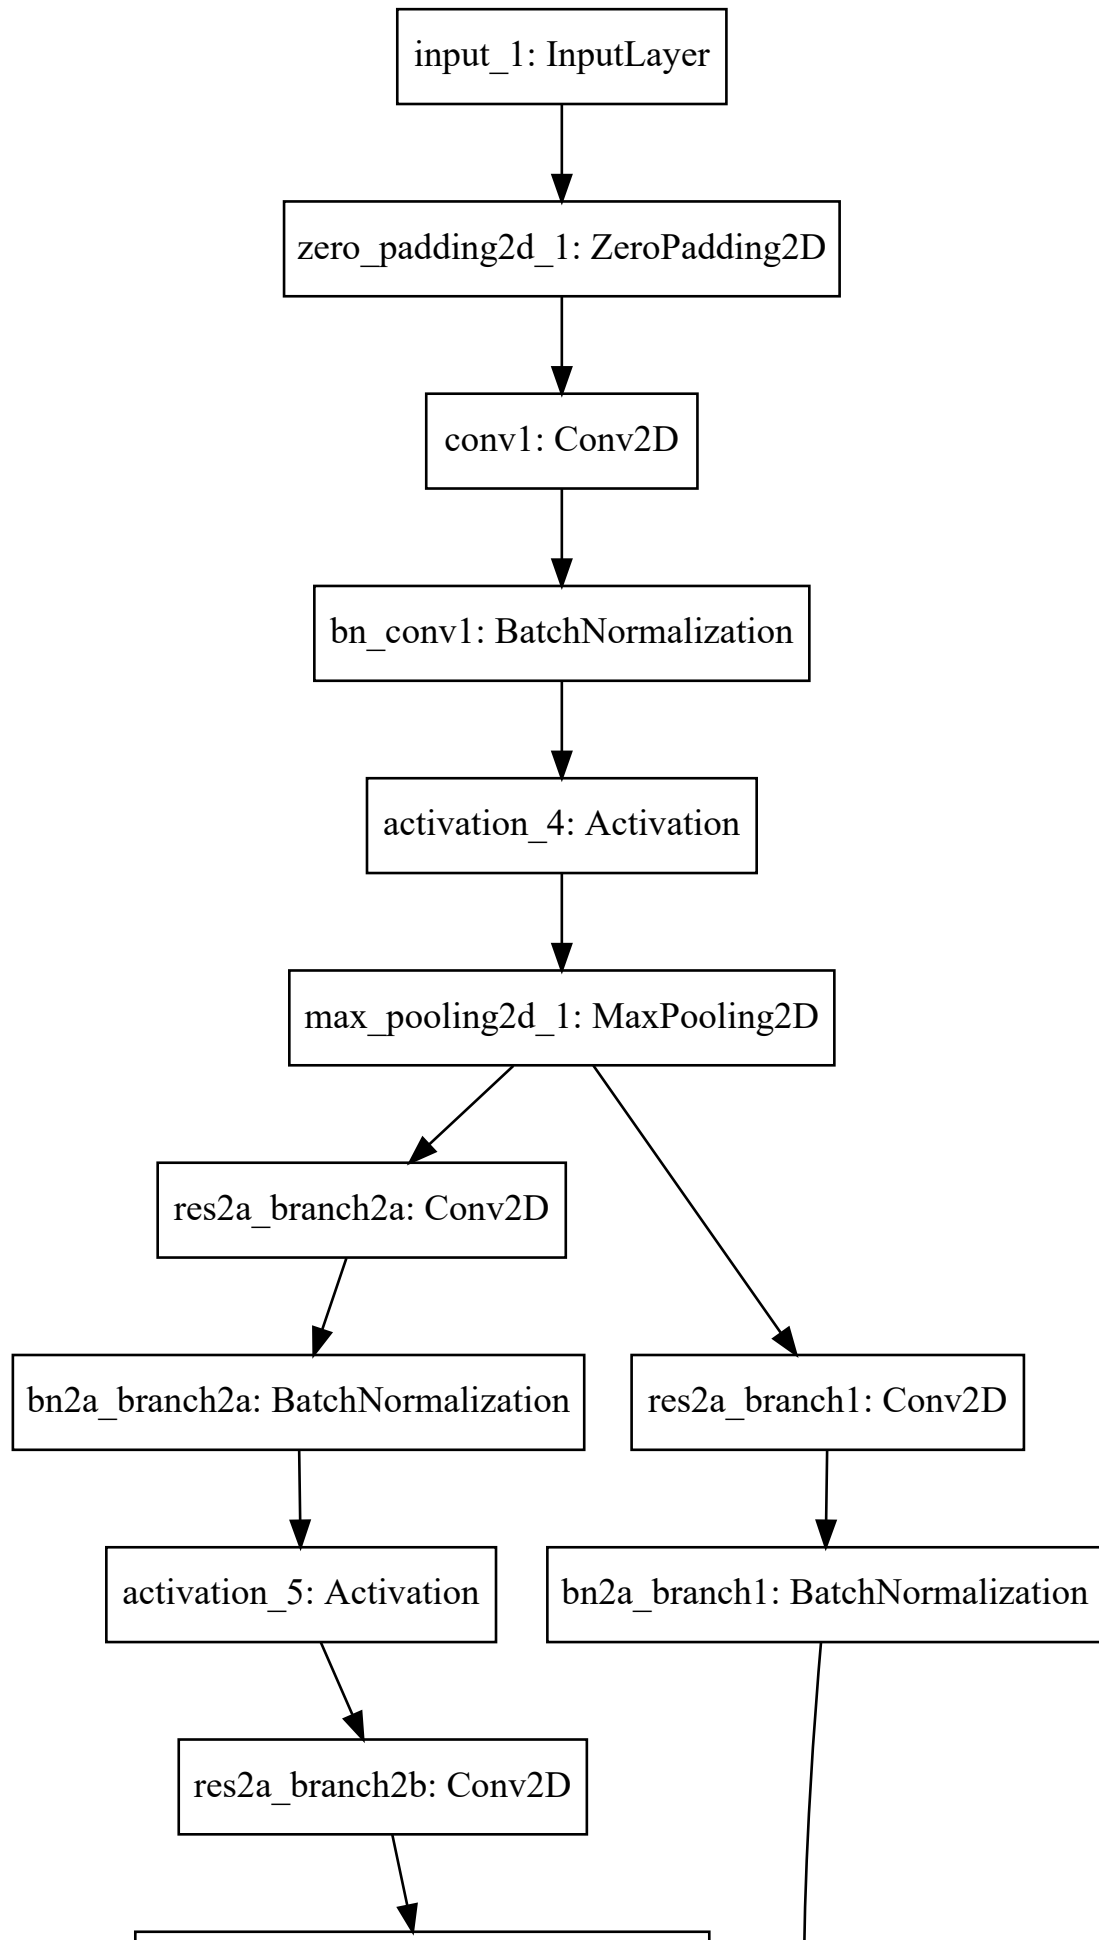 input_1: InputLayer
zero_padding2d_1: ZeroPadding2D
conv1: Conv2D
bn_conv1: BatchNormalization
activation_4: Activation
max_pooling2d_1: MaxPooling2D
res2a_branch2a: Conv2D
bn2a_branch2a: BatchNormalization
res2a_branch1: Conv2D
activation_5: Activation
bn2a_branch1: BatchNormalization
res2a_branch2b: Conv2D